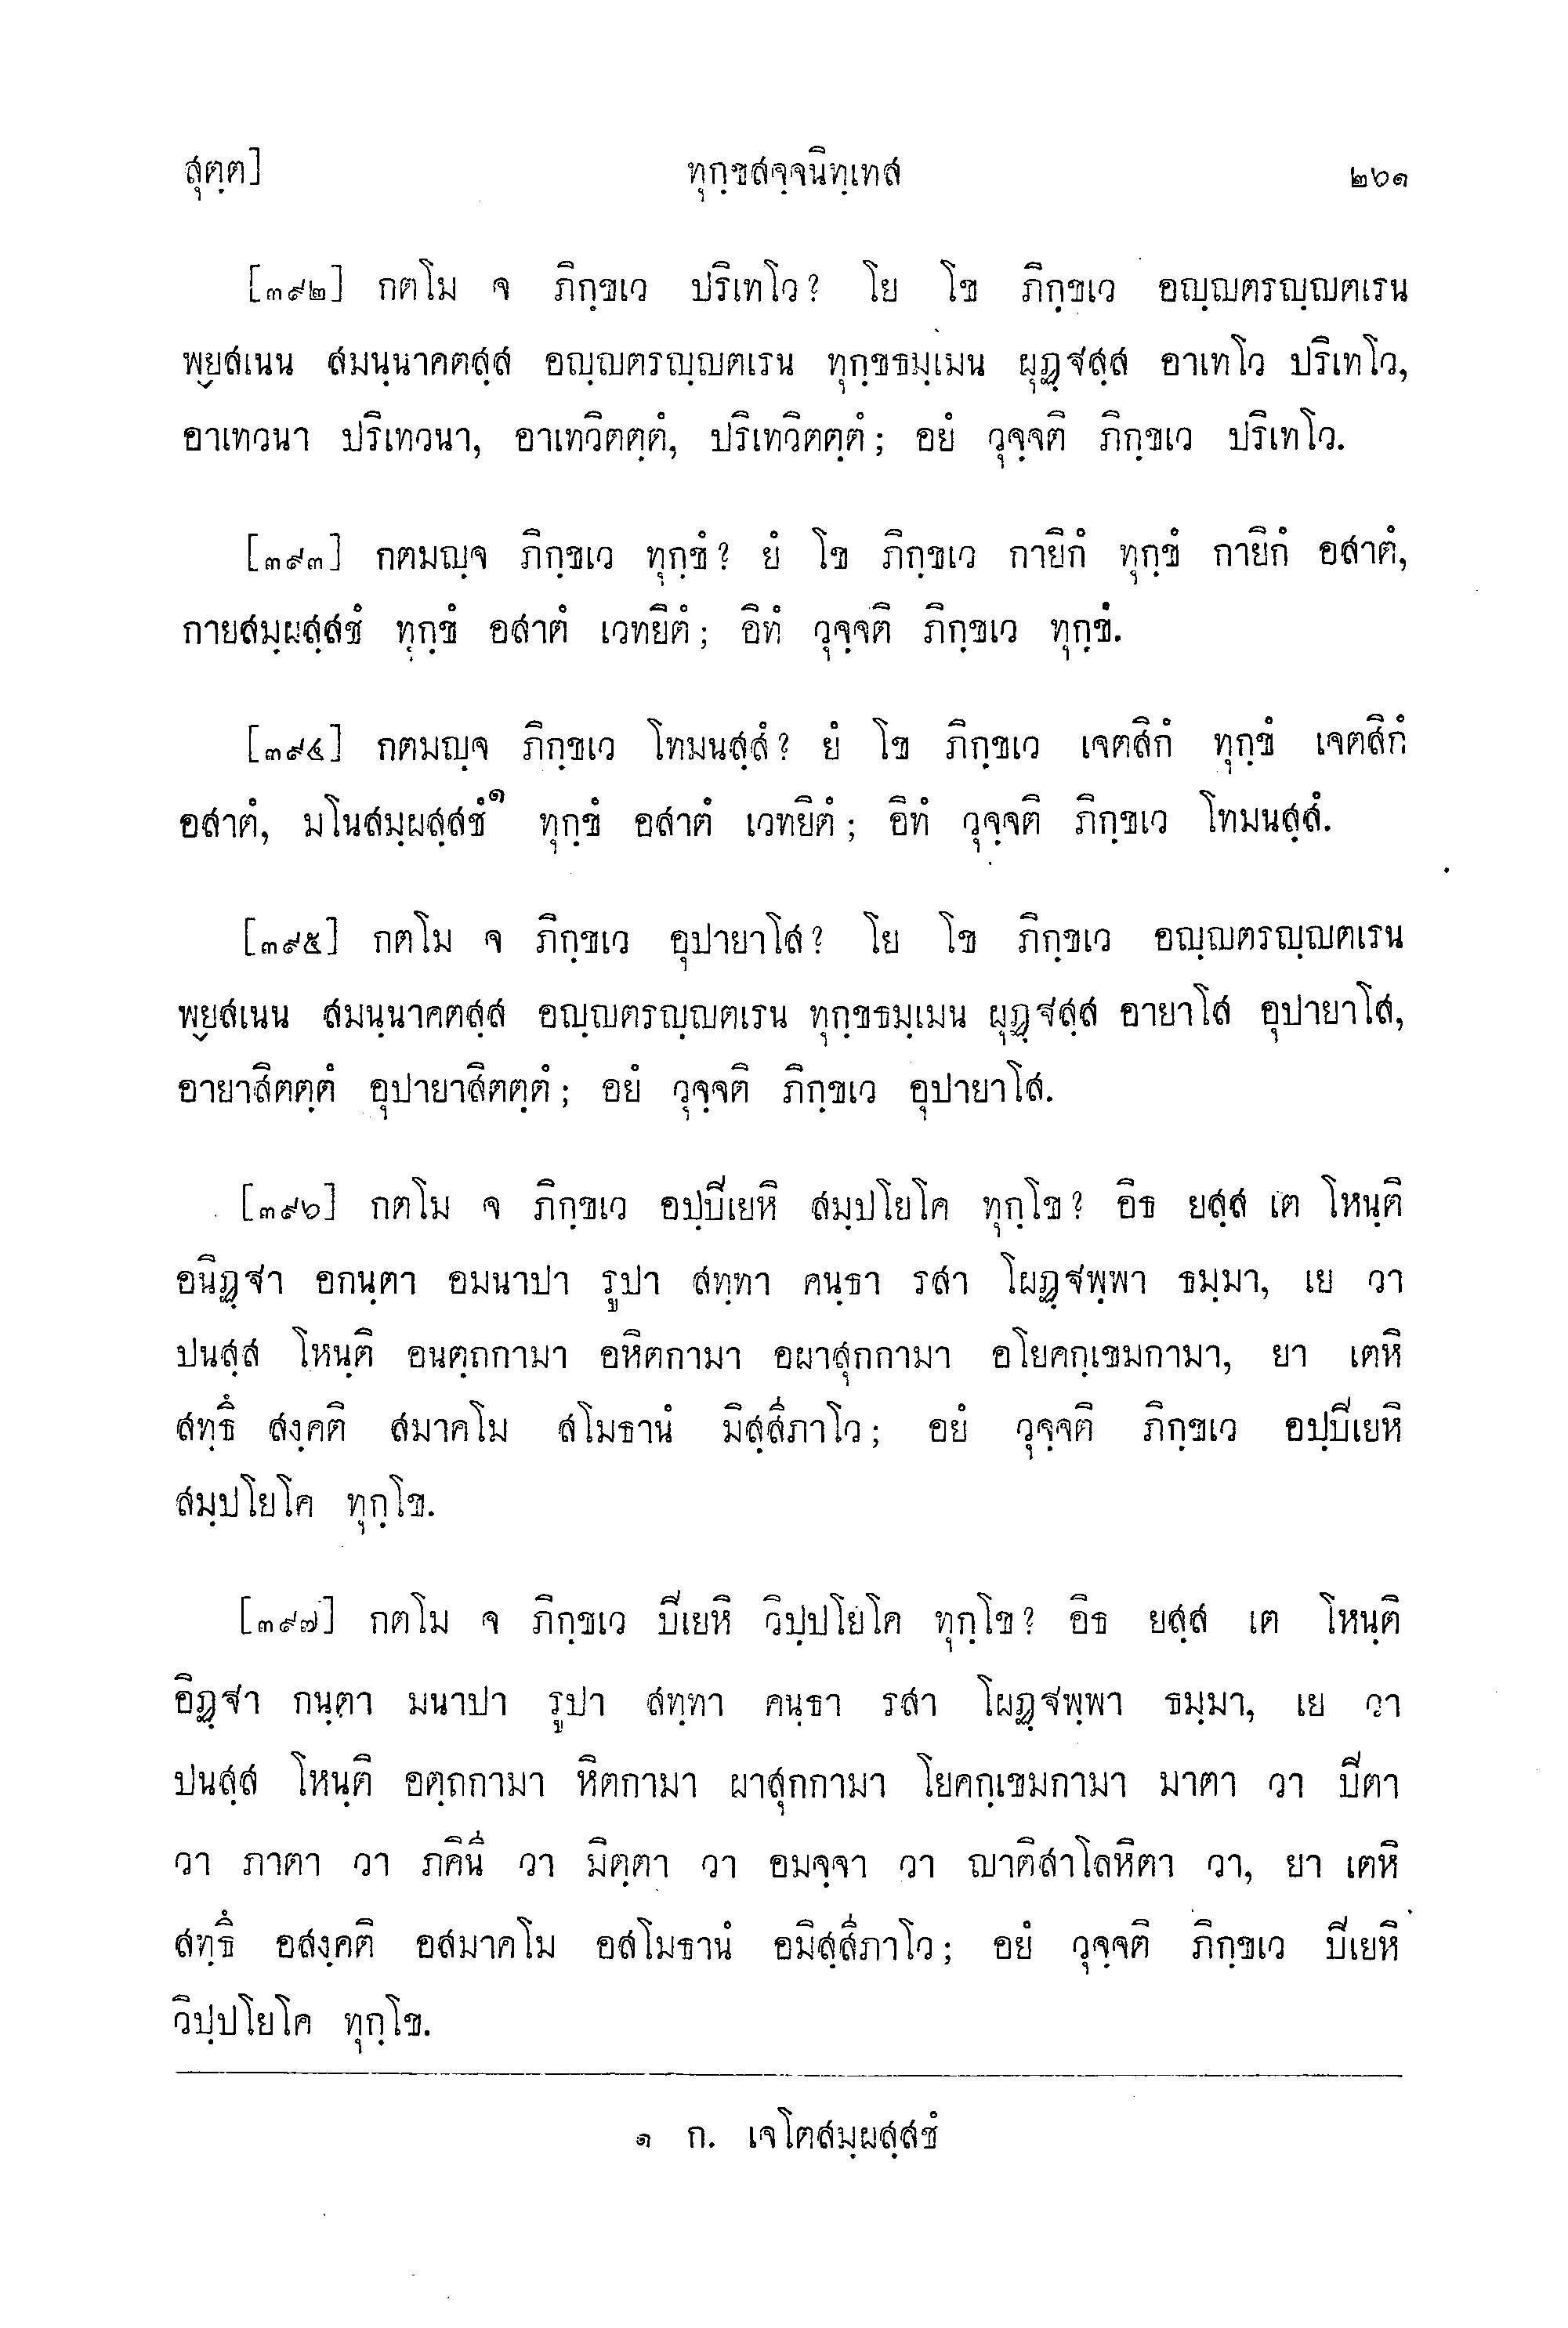 สุตฺต]	ทุกฺขสจฺจนิทฺเทส	๒๖๑
[๓๙๒] กตโม จ ภิกฺขเว ปริเทโว? โย โข ภิกฺขเว อญฺญตรญฺญตเรน
พฺยสเนน สมนฺนาคตสฺส อญฺญตรญฺญตเรน ทุกฺขธมฺเมน ผุฏฺฐสฺส อาเทโว ปริเทโว,
อาเทวนา ปริเทวนา, อาเทวิตตฺตํ, ปริเทวิตตฺตํ; อยํ วุจฺจติ ภิกฺขเว ปริเทโว.
[๓๙๓] กตมญฺจ ภิกฺขเว ทุกฺขํ? ยํ โข ภิกฺขเว กายิกํ ทุกฺขํ กายิกํ อสาตํ,
กายสมฺผสฺสชํ ทุกฺขํ อสาตํ เวทยิตํ; อิทํ วุจฺจติ ภิกฺขเว ทุกฺขํ.
[๓๙๔] กตมญฺจ ภิกฺขเว โทมนสฺสํ? ยํ โข ภิกฺขเว เจตสิกํ ทุกฺขํ เจตสิกํ
อสาตํ, มโนสมฺผสฺสชํ๑ ทุกฺขํ อสาตํ เวทยิตํ; อิทํ วุจฺจติ ภิกฺขเว โทมนสฺสํ.
[๓๙๕] กตโม จ ภิกฺขเว อุปายาโส? โย โข ภิกฺขเว อญฺญตรญฺญตเรน
พฺยสเนน สมนฺนาคตสฺส อญฺญตรญฺญตเรน ทุกฺขธมฺเมน ผุฏฺฐสฺส อายาโส อุปายาโส,
อายาสิตตฺตํ อุปายาสิตตฺตํ; อยํ วุจฺจติ ภิกฺขเว อุปายาโส.
[๓๙๖] กตโม จ ภิกฺขเว อปฺปิเยหิ สมฺปโยโค ทุกฺโข? อิธ ยสฺส เต โหนฺติ
อนิฏฺฐา อกนฺตา อมนาปา รูปา สทฺทา คนฺธา รสา โผฏฺฐพฺพา ธมฺมา, เย วา
ปนสฺส โหนฺติ อนตฺถกามา อหิตกามา อผาสุกกามา อโยคกฺเขมกามา, ยา เตหิ
สทฺธึ สงฺคติ สมาคโม สโมธานํ มิสฺสีภาโว; อยํ วุจฺจติ ภิกฺขเว อปฺปิเยหิ
สมฺปโยโค ทุกฺโข.
[๓๙๗] กตโม จ ภิกฺขเว ปิเยหิ วิปฺปโยโค ทุกฺโข? อิธ ยสฺส เต โหนฺติ
อิฏฺฐา กนฺตา มนาปา รูปา สทฺทา คนฺธา รสา โผฏฺฐพฺพา ธมฺมา, เย วา
ปนสฺส โหนฺติ อตฺถกามา หิตกามา ผาสุกกามา โยคกฺเขมกามา มาตา วา ปิตา
วา ภาตา วา ภคินี วา มิตฺตา วา อมจฺจา วา ญาติสาโลหิตา วา, ยา เตหิ
สทฺธึ อสงฺคติ อสมาคโม อสโมธานํ อมิสฺสีภาโว; อยํ วุจฺจติ ภิกฺขเว ปิเยหิ
วิปฺปโยโค ทุกฺโข.
๑ ก. เจโตสมฺผสฺสชํ